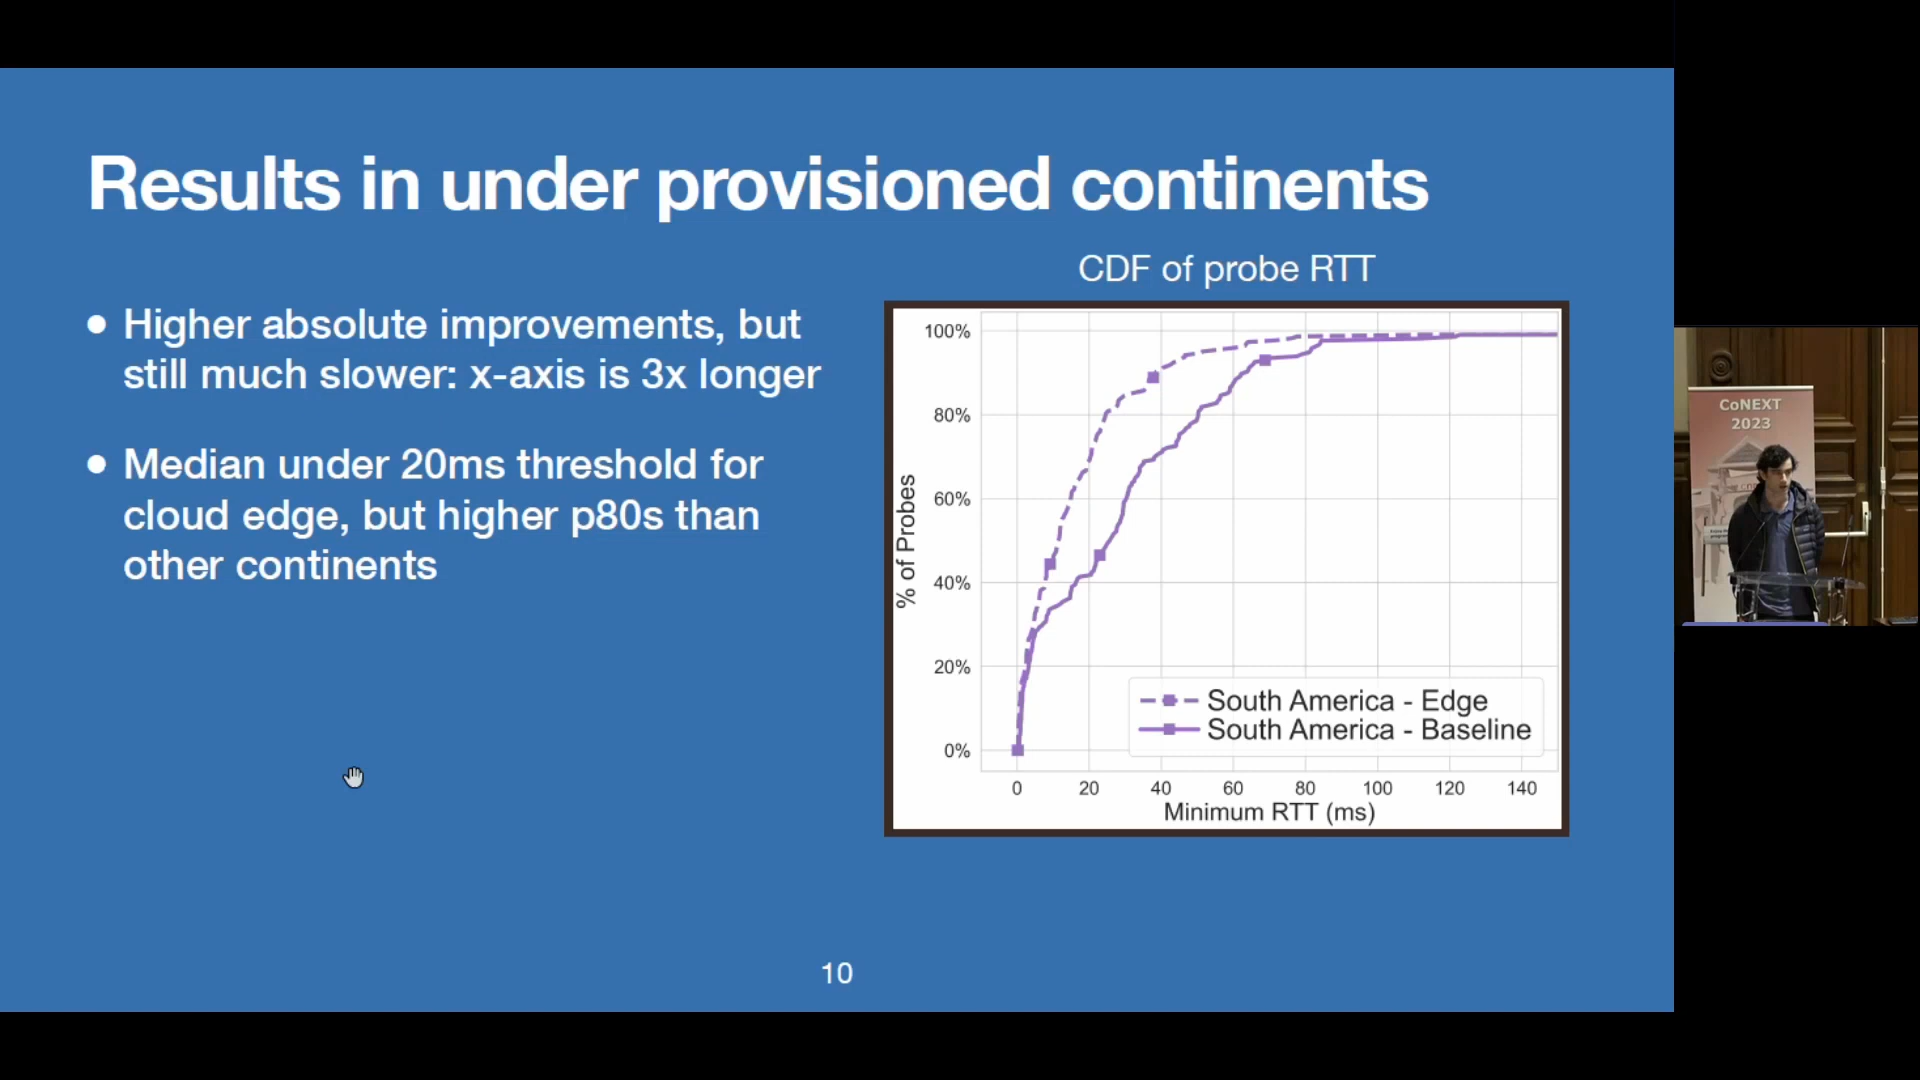 Results in under provisioned continents
CDF of probe RTT
● Higher absolute improvements, but
still much slower: x-axis is 3x longer
● Median under 20ms threshold for
cloud edge, but higher p80s than
other continents
100%
80%
60%
40%
20%
0%
% of Probes
South America - Edge
South America - Baseline
0 20 40 60 80 100 120 140
Minimum RTT (ms)
10
CoNEXT
2023